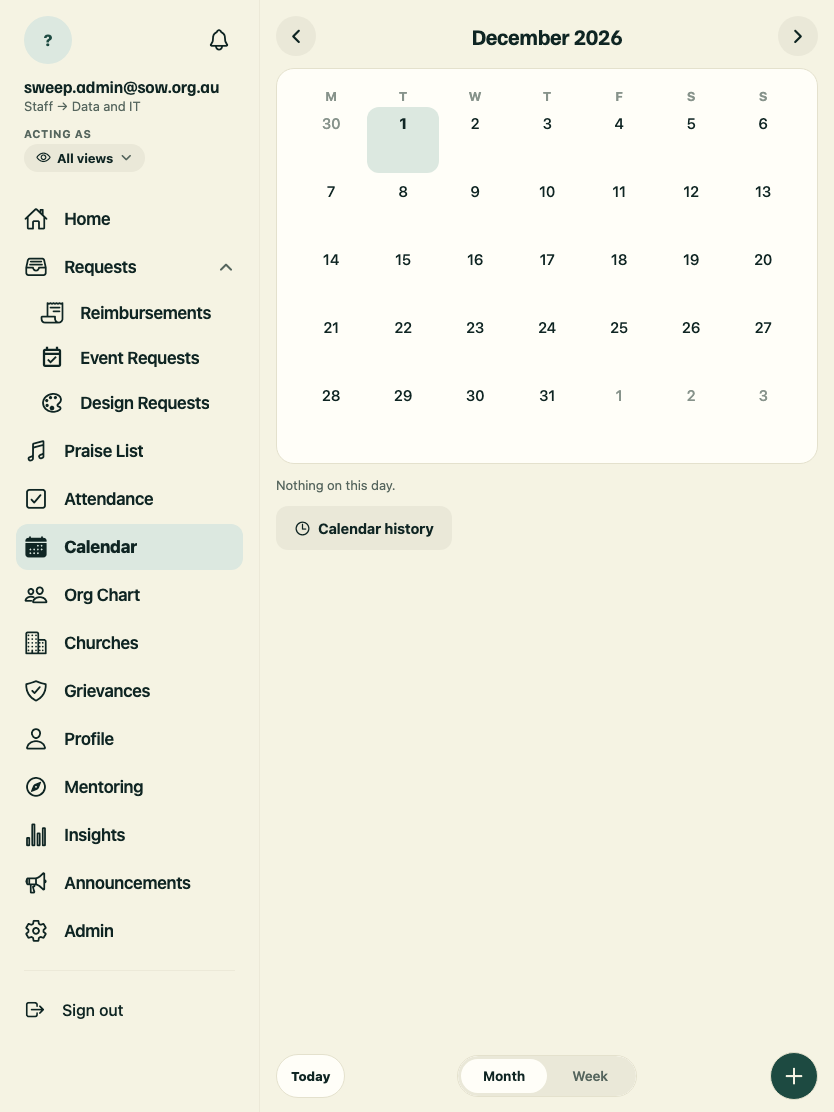 ?
sweep.admin@sow.org.au
Staff → Data and IT
ACTING AS
All views
Home
Requests
Reimbursements
Event Requests
Design Requests
Praise List
Attendance
Calendar
Org Chart
Churches
Grievances
Profile
Mentoring
Insights
Announcements
Admin
Sign out
December 2026
M T W T F S S
30 1 2 3 4 5 6
7 8 9 10 11 12 13
14 15 16 17 18 19 20
21 22 23 24 25 26 27
28 29 30 31 1 2 3
Nothing on this day.
Calendar history
Today
Month Week